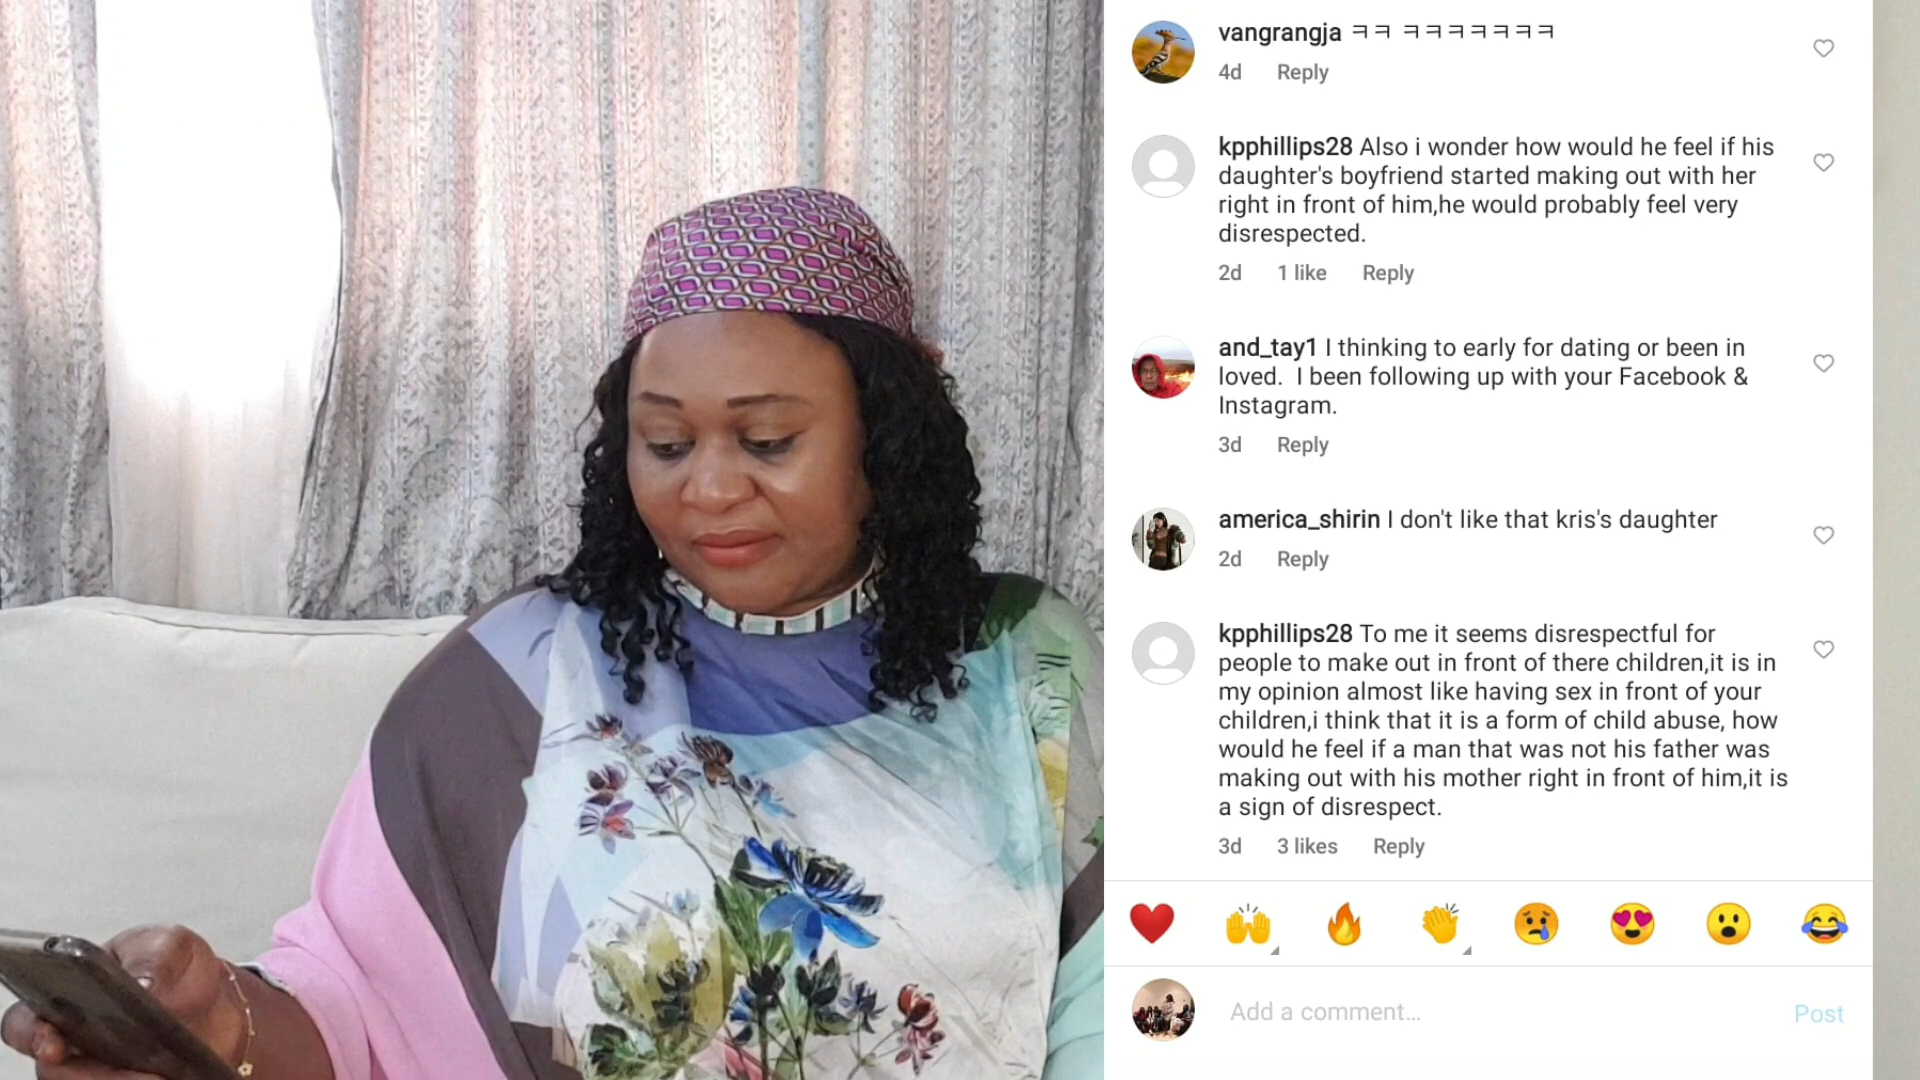 vangrangja ㅋㅋ ㅋㅋㅋㅋㅋㅋㅋ
4d Reply
kpphillips28 Also i wonder how would he feel if his
daughter's boyfriend started making out with her
right in front of him,he would probably feel very
disrespected.
2d 1 like Reply
and_tay1 I thinking to early for dating or been in
loved. I been following up with your Facebook &
Instagram.
3d Reply
america_shirin I don't like that kris's daughter
2d Reply
kpphillips28 To me it seems disrespectful for
people to make out in front of there children,it is in
my opinion almost like having sex in front of your
children,i think that it is a form of child abuse, how
would he feel if a man that was not his father was
making out with his mother right in front of him,it is
a sign of disrespect.
3d 3 likes Reply
Add a comment... Post